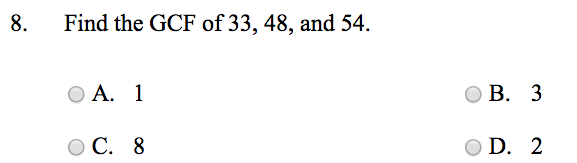 8. Find the GCF of 33, 48, and 54.
A. 1 B. 3
C. 8 D. 2